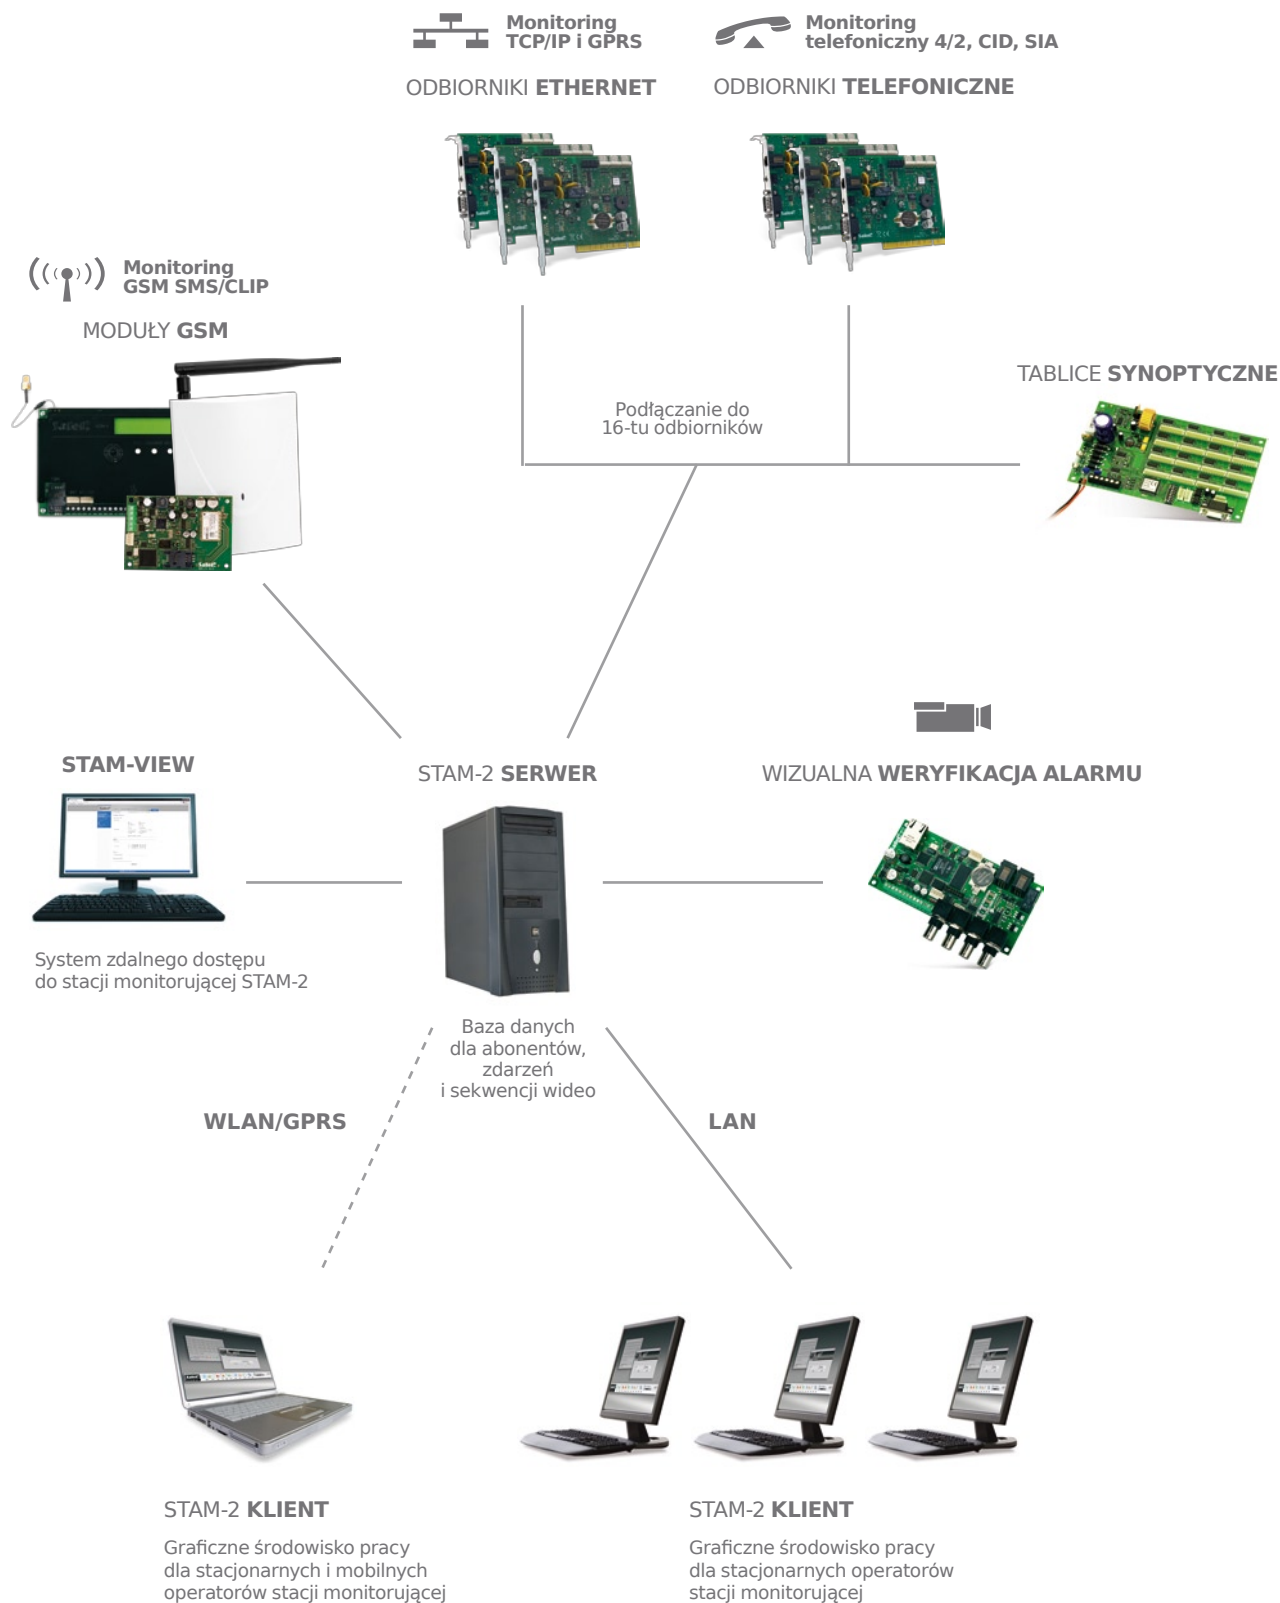 Monitoring
TCP/IP i GPRS
Monitoring
telefoniczny 4/2, CID, SIA
ODBIORNIKI ETHERNET
ODBIORNIKI TELEFONICZNE
Monitoring
GSM SMS/CLIP
MODUŁY GSM
TABLICE SYNOPTYCZNE
Podłączanie do
16-tu odbiorników
STAM-VIEW
STAM-2 SERWER
WIZUALNA WERYFIKACJA ALARMU
System zdalnego dostępu
do stacji monitorującej STAM-2
Baza danych
dla abonentów,
zdarzeń
i sekwencji wideo
WLAN/GPRS
LAN
STAM-2 KLIENT
Graficzne środowisko pracy
dla stacjonarnych i mobilnych
operatorów stacji monitorującej
STAM-2 KLIENT
Graficzne środowisko pracy
dla stacjonarnych operatorów
stacji monitorującej